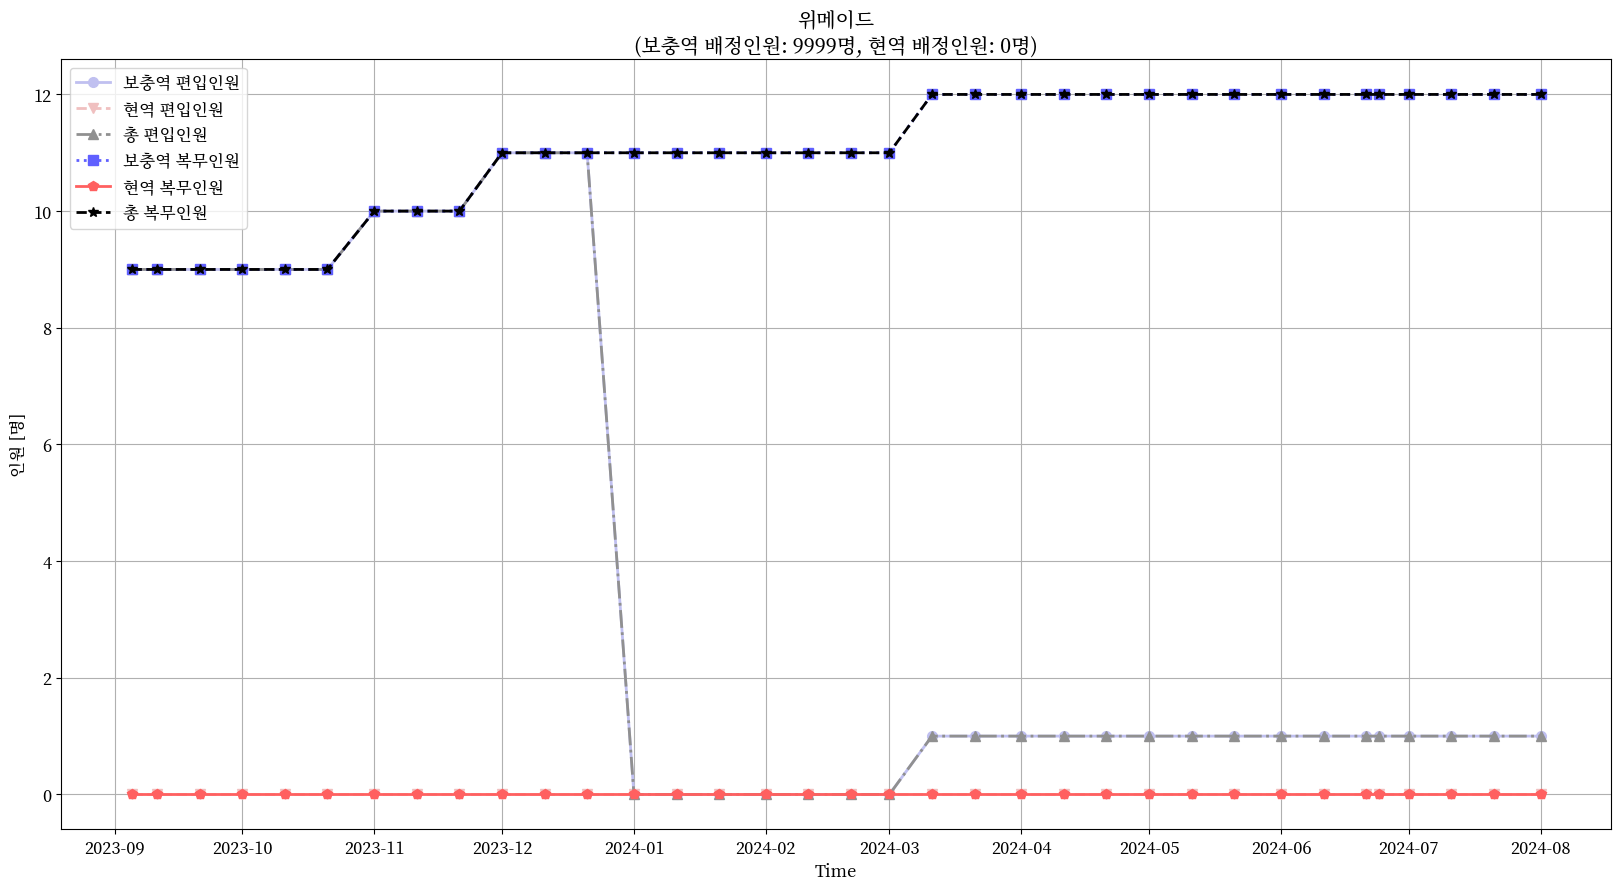 위메이드
(보충역 배정인원: 9999명, 현역 배정인원: 0명)
보충역 편입인원
현역 편입인원
총 편입인원
보충역 복무인원
현역 복무인원
총 복무인원
12
10
8
6
4
2
0
인원 [명]
2023-09 2023-10 2023-11 2023-12 2024-01 2024-02 2024-03 2024-04 2024-05 2024-06 2024-07 2024-08
Time